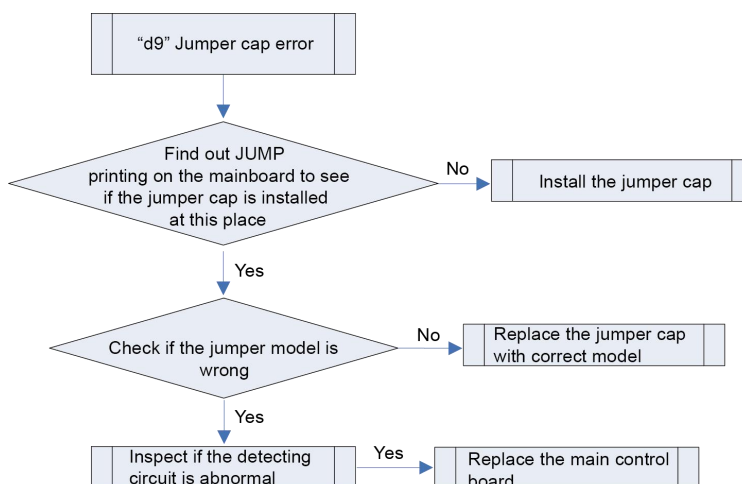 “d9” Jumper cap error
Find out JUMP
printing on the mainboard to see
if the jumper cap is installed
at this place
No
Install the jumper cap
Yes
Check if the jumper model is
wrong
No
Replace the jumper cap
with correct model
Yes
Inspect if the detecting
circuit is abnormal
Yes
Replace the main control
board